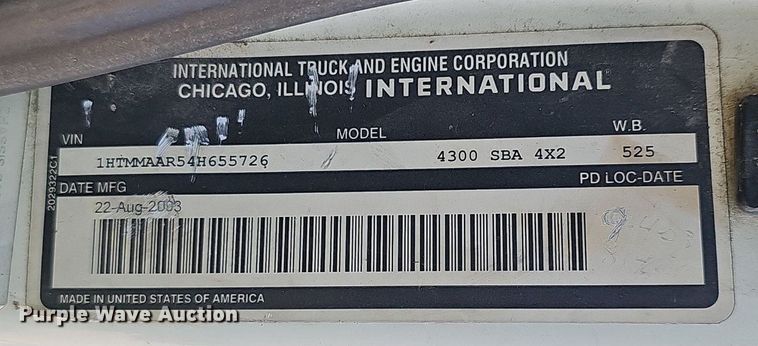 INTERNATIONAL TRUCK AND ENGINE CORPORATION
CHICAGO, ILLINOIS INTERNATIONAL
VIN MODEL W.B.
1HTMMAAR54H655726 4300 SBA 4X2 525
DATE MFG PD LOC-DATE
22-Aug-2003
MADE IN UNITED STATES OF AMERICA
2029322C1
Purple Wave Auction